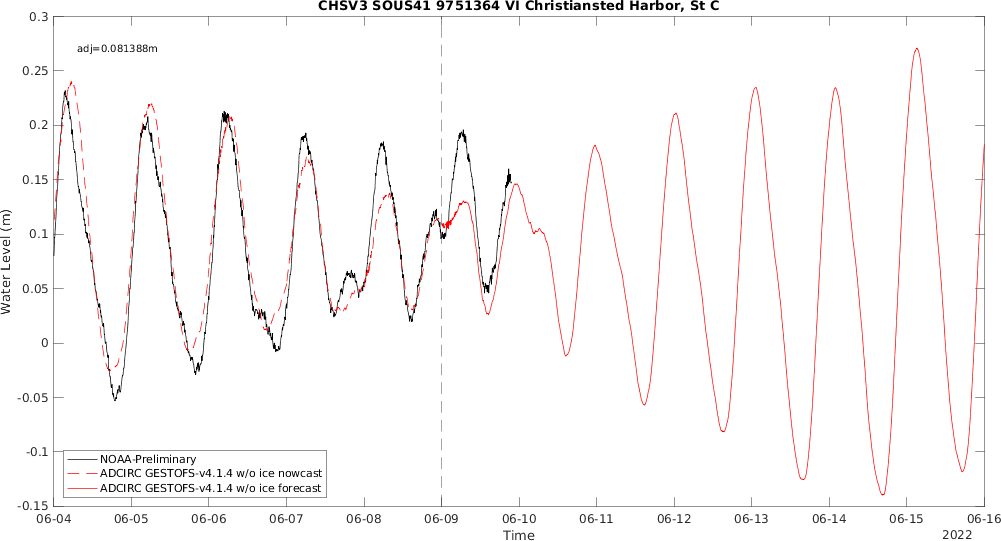 CHSV3 SOUS41 9751364 VI Christiansted Harbor, St C
adj=0.081388m
0.3
0.25
0.2
0.15
0.1
0.05
0
-0.05
-0.1
-0.15
Water Level (m)
NOAA-Preliminary
ADCIRC GESTOFS-v4.1.4 w/o ice nowcast
ADCIRC GESTOFS-v4.1.4 w/o ice forecast
06-04 06-05 06-06 06-07 06-08 06-09 06-10 06-11 06-12 06-13 06-14 06-15 06-16
Time
2022